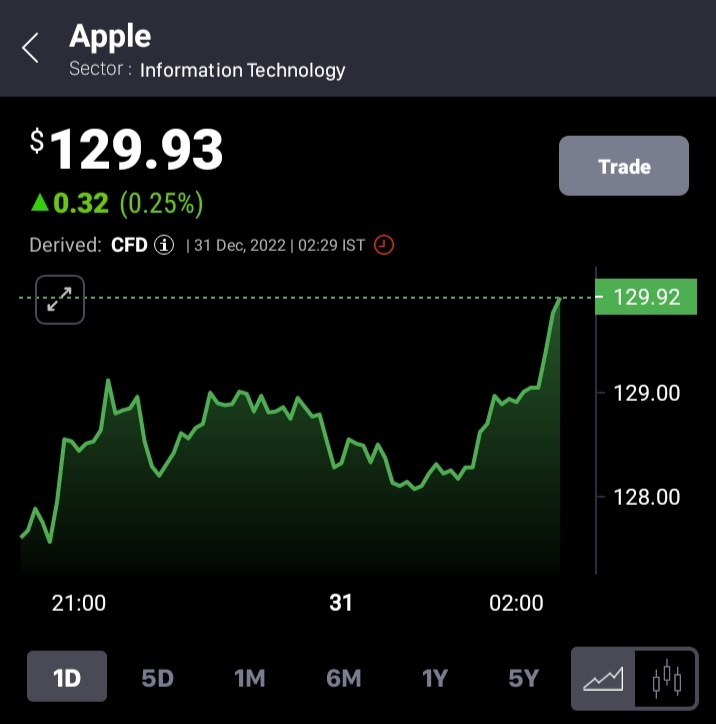 Apple
Sector : Information Technology
$129.93
Trade
▲0.32 (0.25%)
Derived: CFD i | 31 Dec, 2022 | 02:29 IST
129.92
129.00
128.00
21:00 31 02:00
1D 5D 1M 6M 1Y 5Y